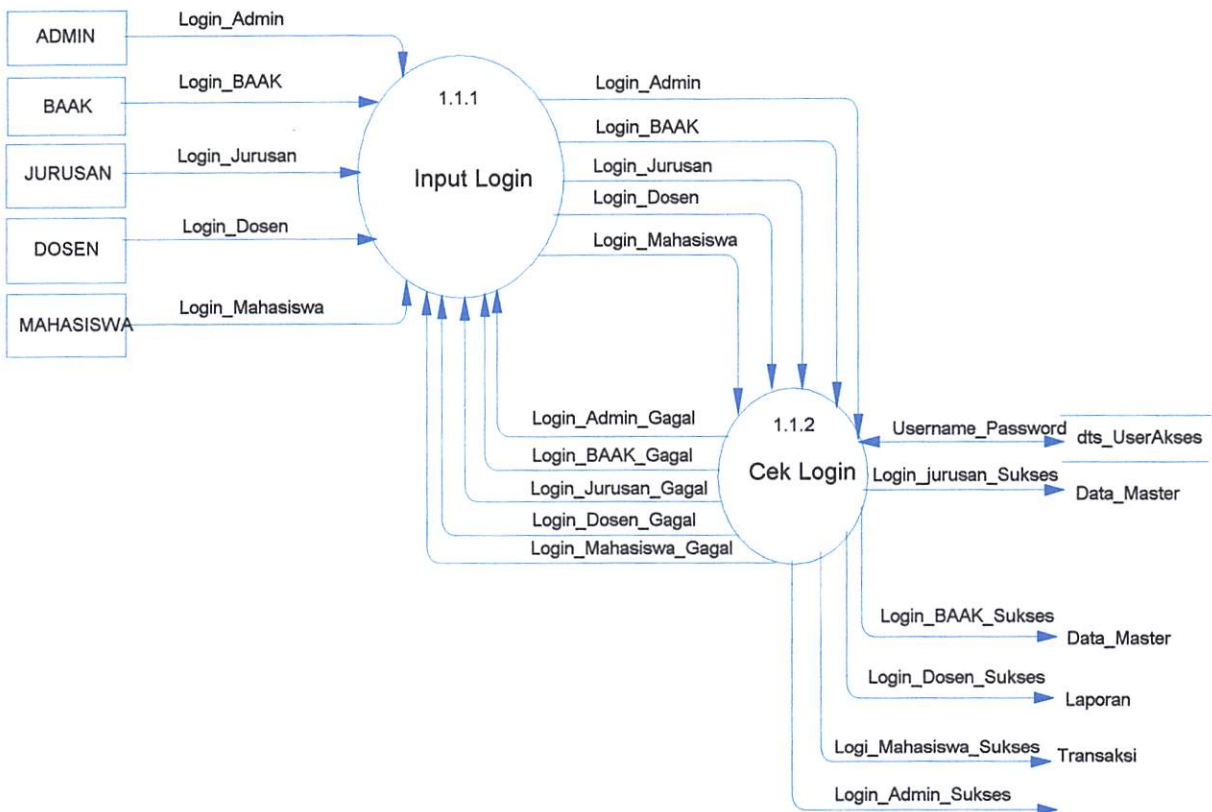 ADMIN
BAAK
JURUSAN
DOSEN
MAHASISWA
Login_Admin
Login_BAAK
Login_Jurusan
Login_Dosen
Login_Mahasiswa
1.1.1
Input Login
Login_Admin
Login_BAAK
Login_Jurusan
Login_Dosen
Login_Mahasiswa
Login_Admin_Gagal
Login_BAAK_Gagal
Login_Jurusan_Gagal
Login_Dosen_Gagal
Login_Mahasiswa_Gagal
1.1.2
Cek Login
Username_Password
dts_UserAkses
Login_jurusan_Sukses
Data_Master
Login_BAAK_Sukses
Data_Master
Login_Dosen_Sukses
Laporan
Logi_Mahasiswa_Sukses
Transaksi
Login_Admin_Sukses